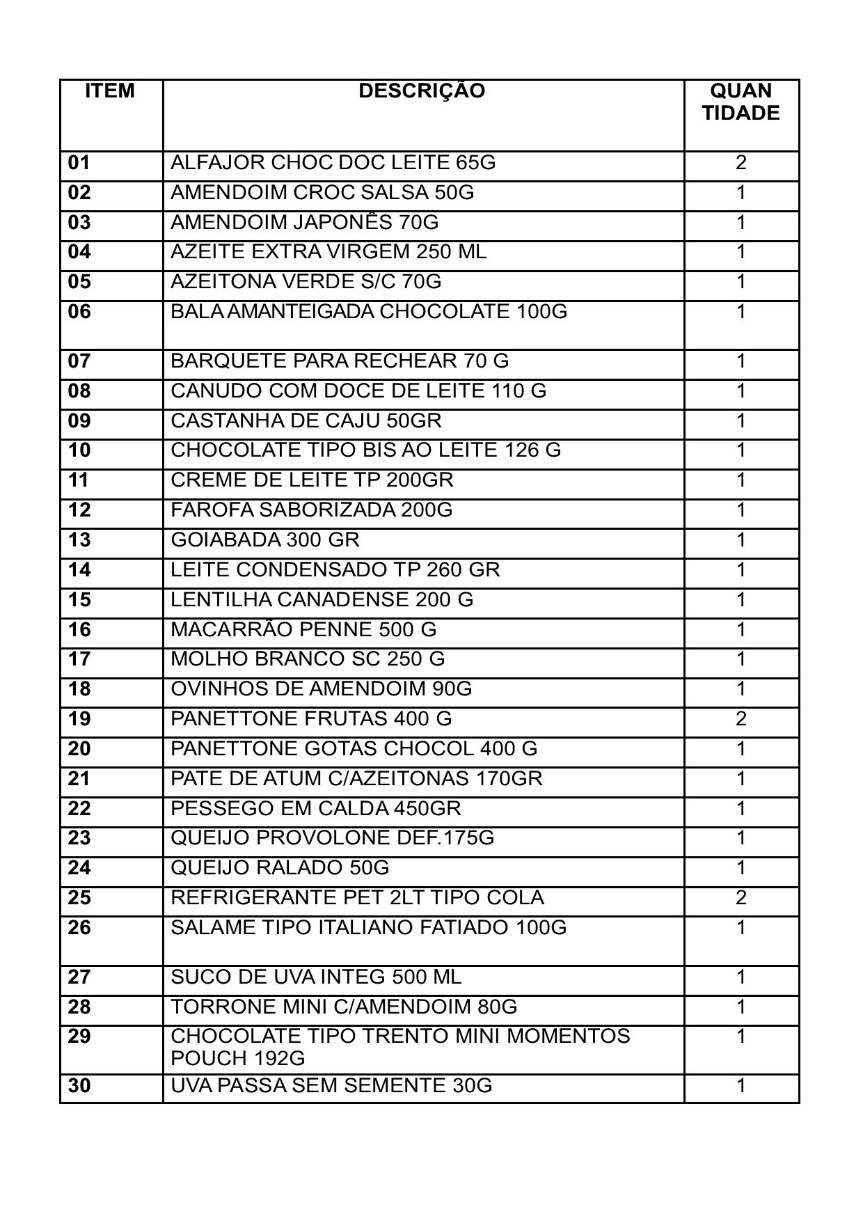 ITEM DESCRIÇÃO QUAN
TIDADE
01 ALFAJOR CHOC DOC LEITE 65G 2
02 AMENDOIM CROC SALSA 50G 1
03 AMENDOIM JAPONÊS 70G 1
04 AZEITE EXTRA VIRGEM 250 ML 1
05 AZEITONA VERDE S/C 70G 1
06 BALA AMANTEIGADA CHOCOLATE 100G 1
07 BARQUETE PARA RECHEAR 70 G 1
08 CANUDO COM DOCE DE LEITE 110 G 1
09 CASTANHA DE CAJU 50GR 1
10 CHOCOLATE TIPO BIS AO LEITE 126 G 1
11 CREME DE LEITE TP 200GR 1
12 FAROFA SABORIZADA 200G 1
13 GOIABADA 300 GR 1
14 LEITE CONDENSADO TP 260 GR 1
15 LENTILHA CANADENSE 200 G 1
16 MACARRÃO PENNE 500 G 1
17 MOLHO BRANCO SC 250 G 1
18 OVINHOS DE AMENDOIM 90G 1
19 PANETTONE FRUTAS 400 G 2
20 PANETTONE GOTAS CHOCOL 400 G 1
21 PATE DE ATUM C/AZEITONAS 170GR 1
22 PESSEGO EM CALDA 450GR 1
23 QUEIJO PROVOLONE DEF.175G 1
24 QUEIJO RALADO 50G 1
25 REFRIGERANTE PET 2LT TIPO COLA 2
26 SALAME TIPO ITALIANO FATIADO 100G 1
27 SUCO DE UVA INTEG 500 ML 1
28 TORRONE MINI C/AMENDOIM 80G 1
29 CHOCOLATE TIPO TRENTO MINI MOMENTOS 1
POUCH 192G
30 UVA PASSA SEM SEMENTE 30G 1